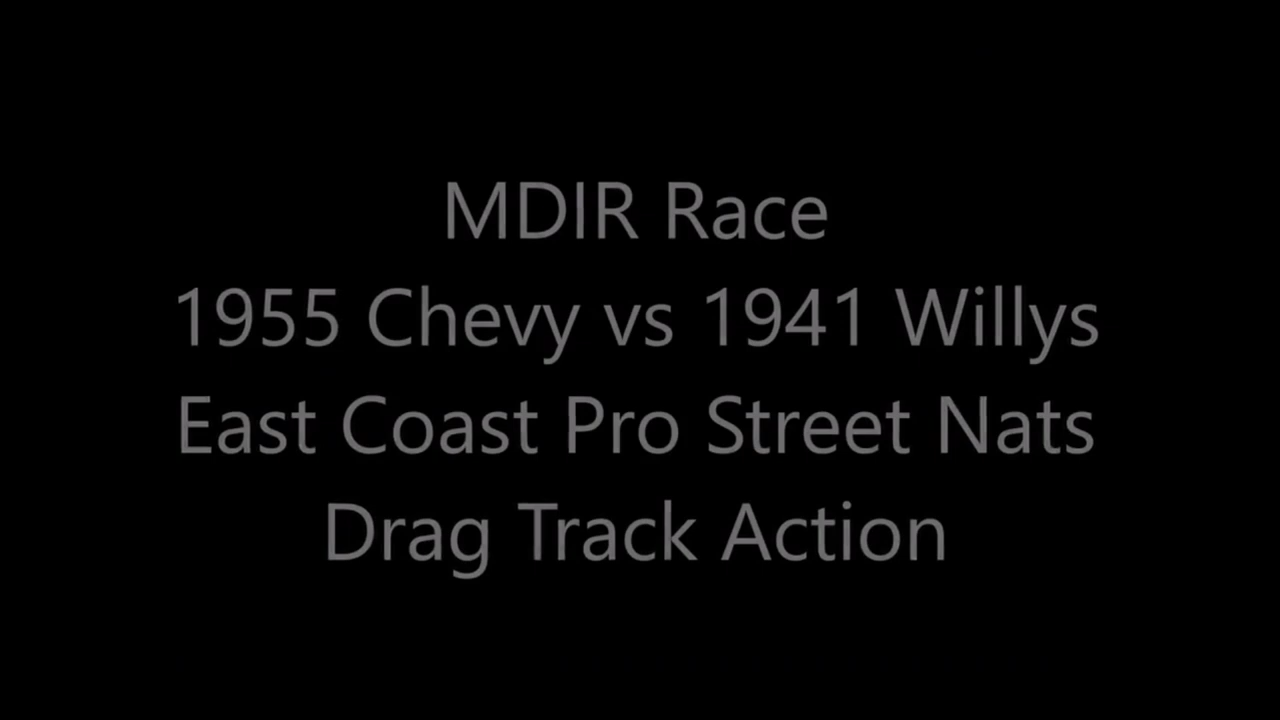 MDIR Race
1955 Chevy vs 1941 Willys
East Coast Pro Street Nats
Drag Track Action